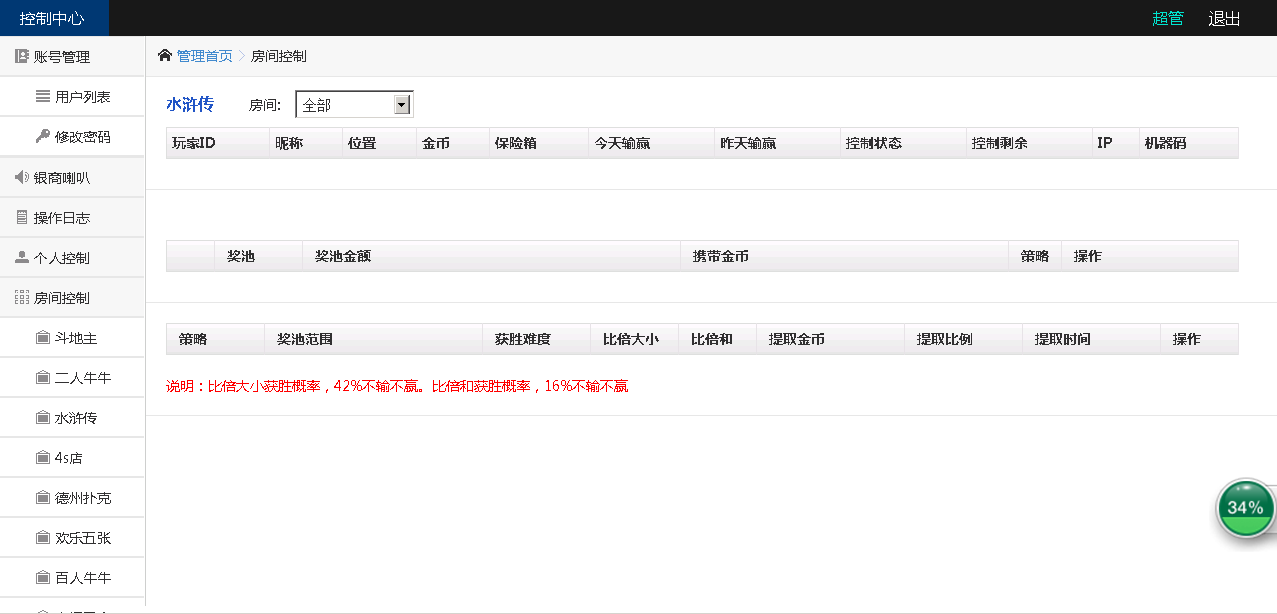 控制中心 超管 退出
账号管理
用户列表
修改密码
银商喇叭
操作日志
个人控制
房间控制
斗地主
二人牛牛
水浒传
4s店
德州扑克
欢乐五张
百人牛牛
管理首页 房间控制
水浒传 房间: 全部
玩家ID 昵称 位置 金币 保险箱 今天输赢 昨天输赢 控制状态 控制剩余 IP 机器码
奖池 奖池金额 携带金币 策略 操作
策略 奖池范围 获胜难度 比倍大小 比倍和 提取金币 提取比例 提取时间 操作
说明：比倍大小获胜概率，42%不输不赢。比倍和获胜概率，16%不输不赢
34%